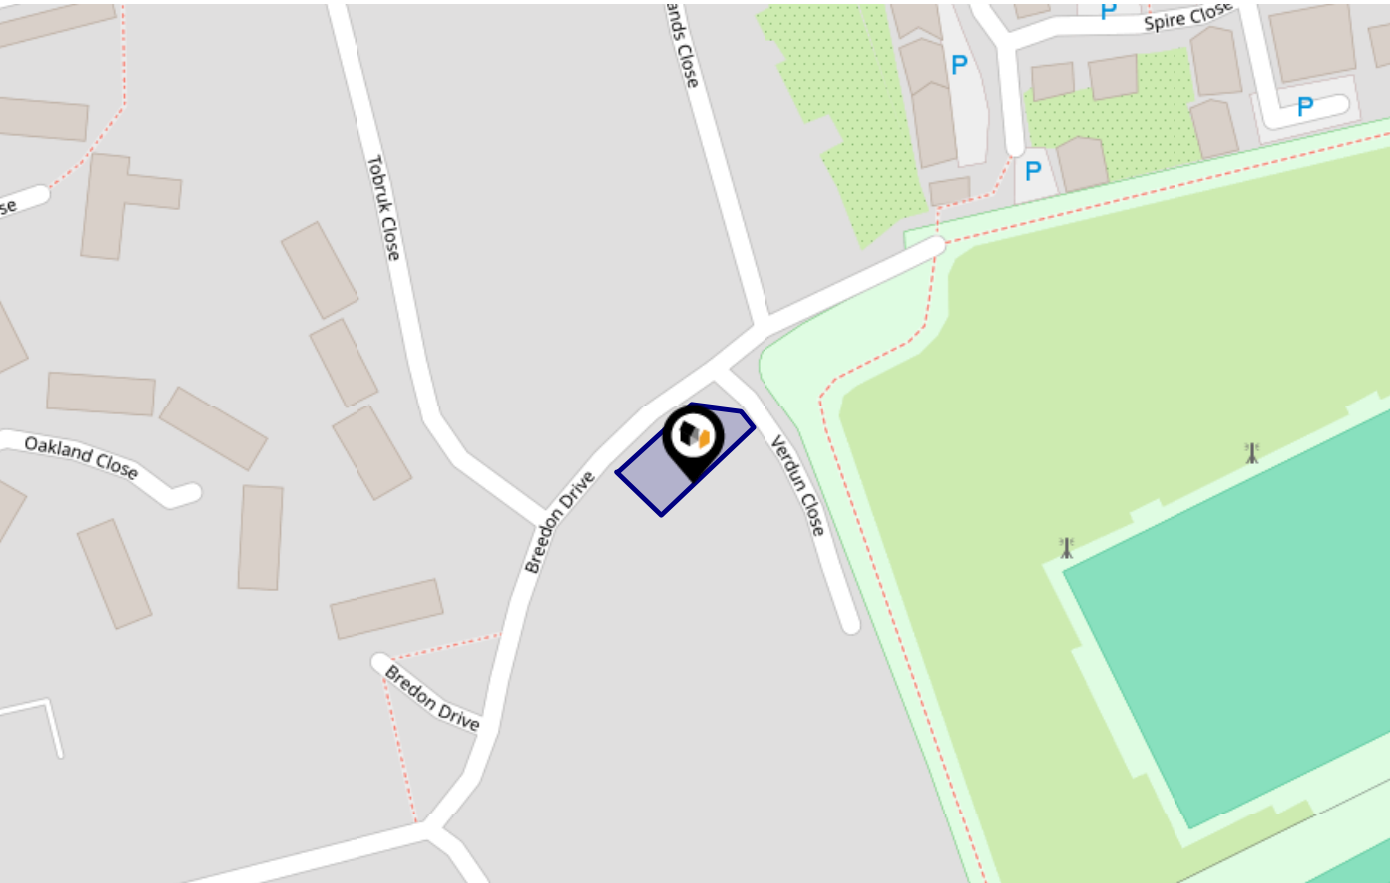 P
Spire Close
ands Close
P
P
P
Tobruk Close
se
Oakland Close
Verdun Close
Breedon Drive
Bredon Drive